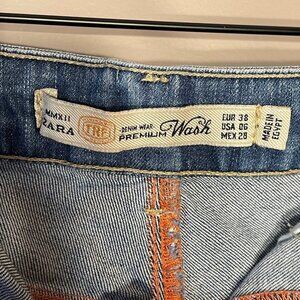 MMXII
ZARA
TRF
-DENIM WEAR-
PREMIUM
Wash
EUR 38
USA 06
MEX 28
MADE IN
EGYPT